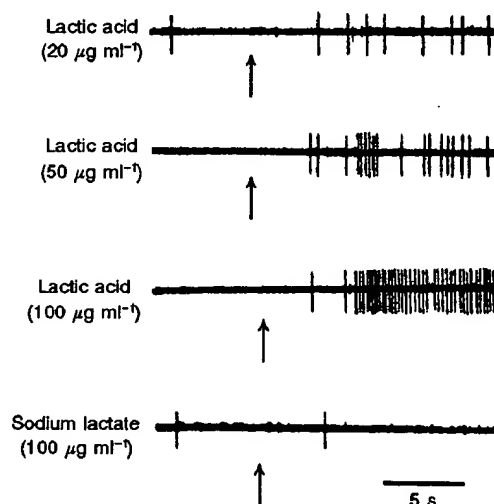 Lactic acid
(20 μg ml⁻¹)
Lactic acid
(50 μg ml⁻¹)
Lactic acid
(100 μg ml⁻¹)
Sodium lactate
(100 μg ml⁻¹)
5 s